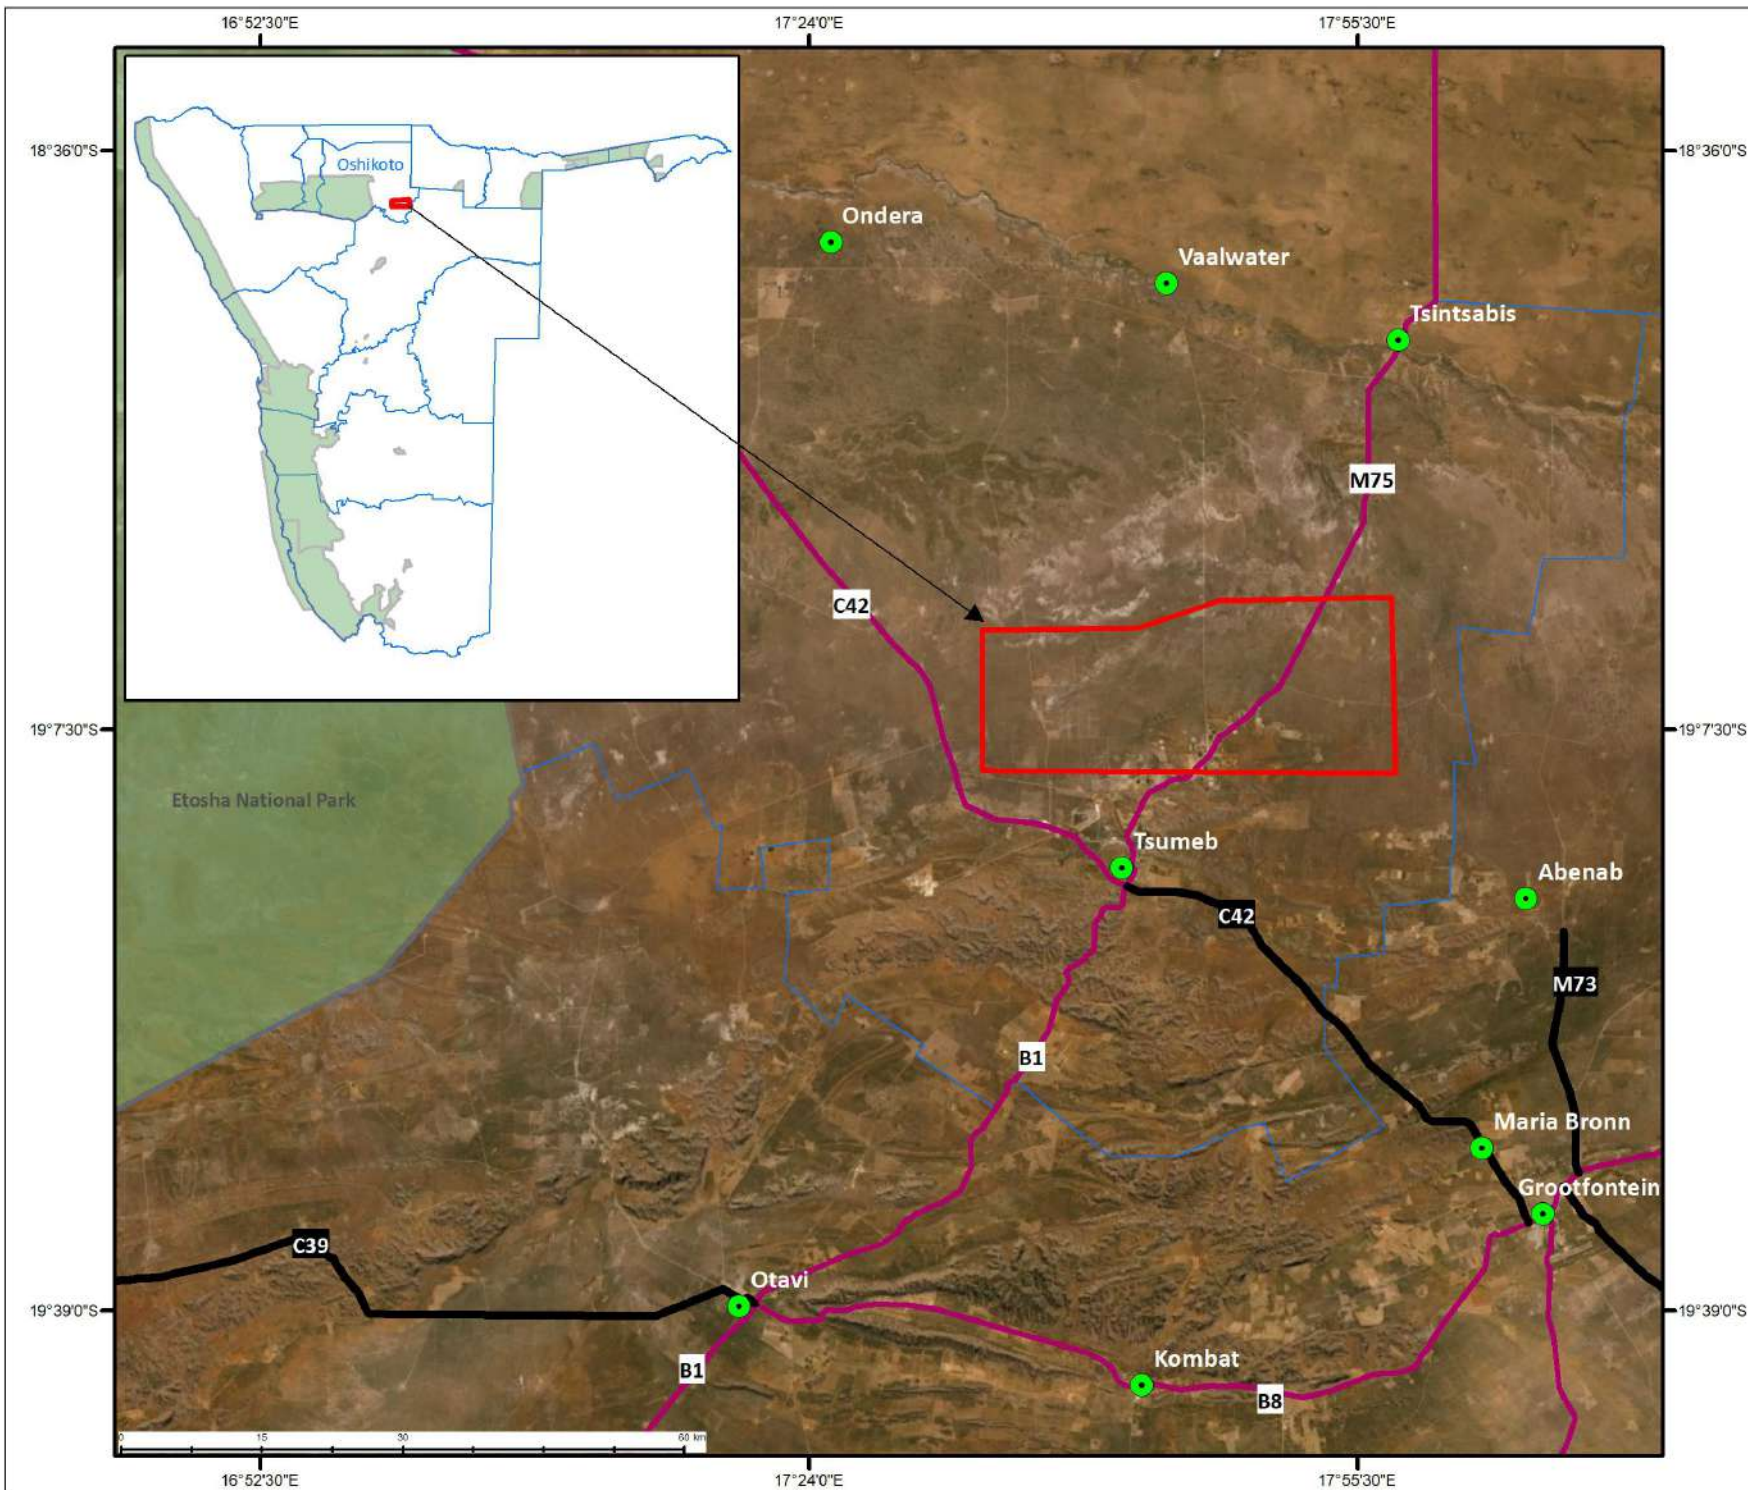 16°52'30"E
17°24'0"E
17°55'30"E
18°36'0"S
18°36'0"S
Oshikoto
Ondera
Vaalwater
Tsintsabis
M75
C42
19°7'30"S
19°7'30"S
Etosha National Park
Tsumeb
Abenab
C42
M73
B1
Maria Bronn
Grootfontein
C39
Otavi
19°39'0"S
19°39'0"S
Kombat
B1
B8
0 15 30 60 km
16°52'30"E
17°24'0"E
17°55'30"E